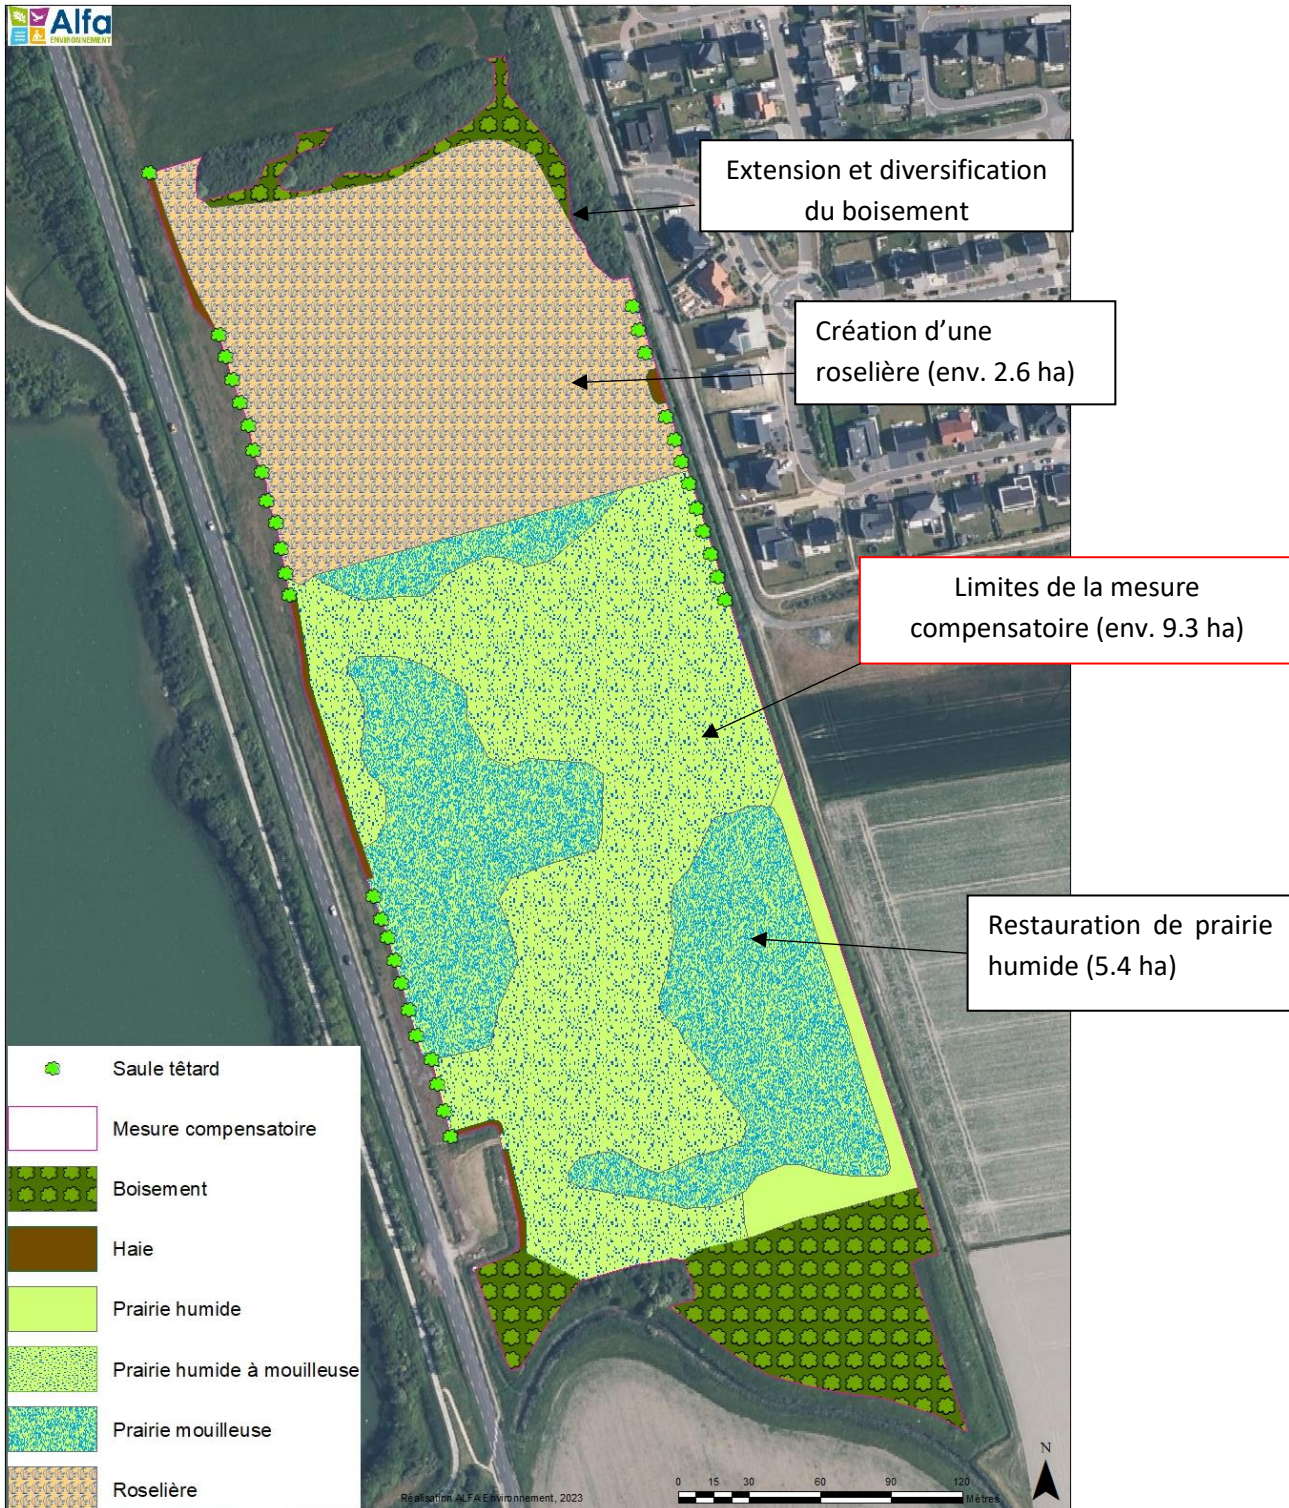 Alfa
ENVIRONNEMENT
Extension et diversification
du boisement
Création d’une
roselière (env. 2.6 ha)
Limites de la mesure
compensatoire (env. 9.3 ha)
Restauration de prairie
humide (5.4 ha)
Saule têtard
Mesure compensatoire
Boisement
Haie
Prairie humide
Prairie humide à mouilleuse
Prairie mouilleuse
Roselière
Réalisation ALFA Environnement, 2023
N
0 15 30 60 90 120
Mètres